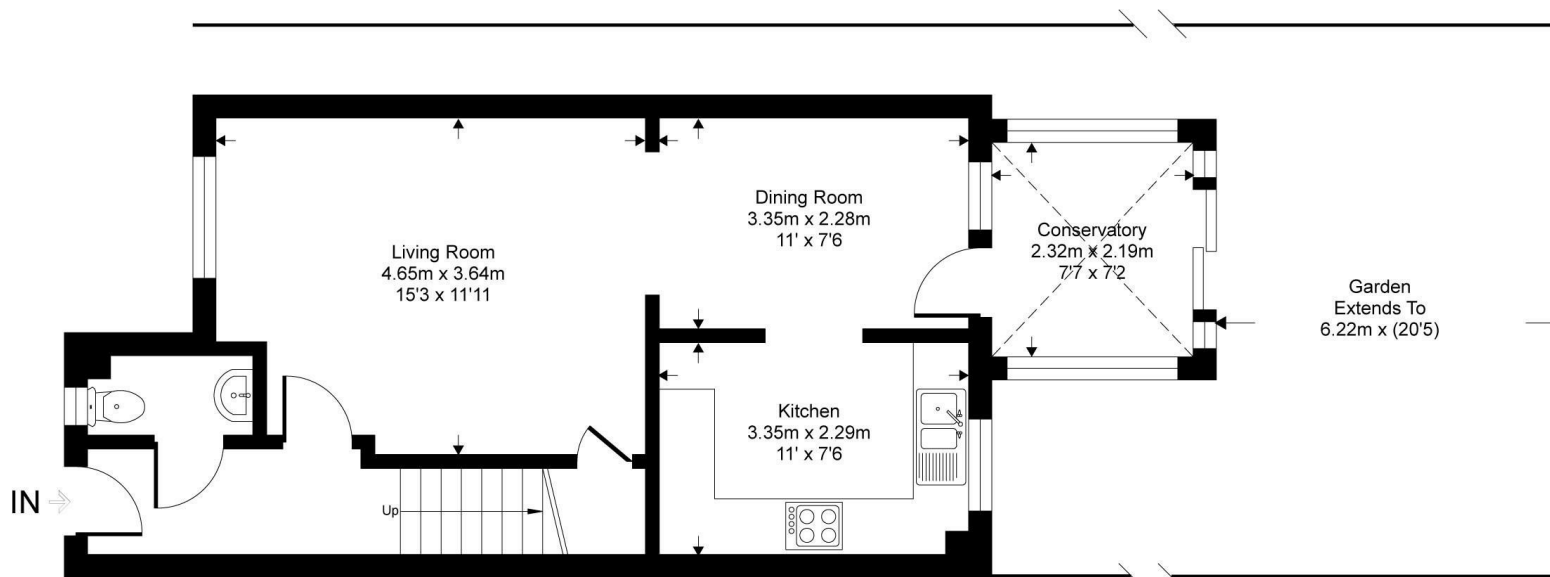 Living Room
4.65m x 3.64m
15'3 x 11'11
Dining Room
3.35m x 2.28m
11' x 7'6
Conservatory
2.32m x 2.19m
7'7 x 7'2
Garden
Extends To
6.22m x (20'5)
Kitchen
3.35m x 2.29m
11' x 7'6
IN
Up